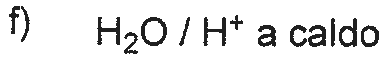 f) H₂O / H⁺ a caldo